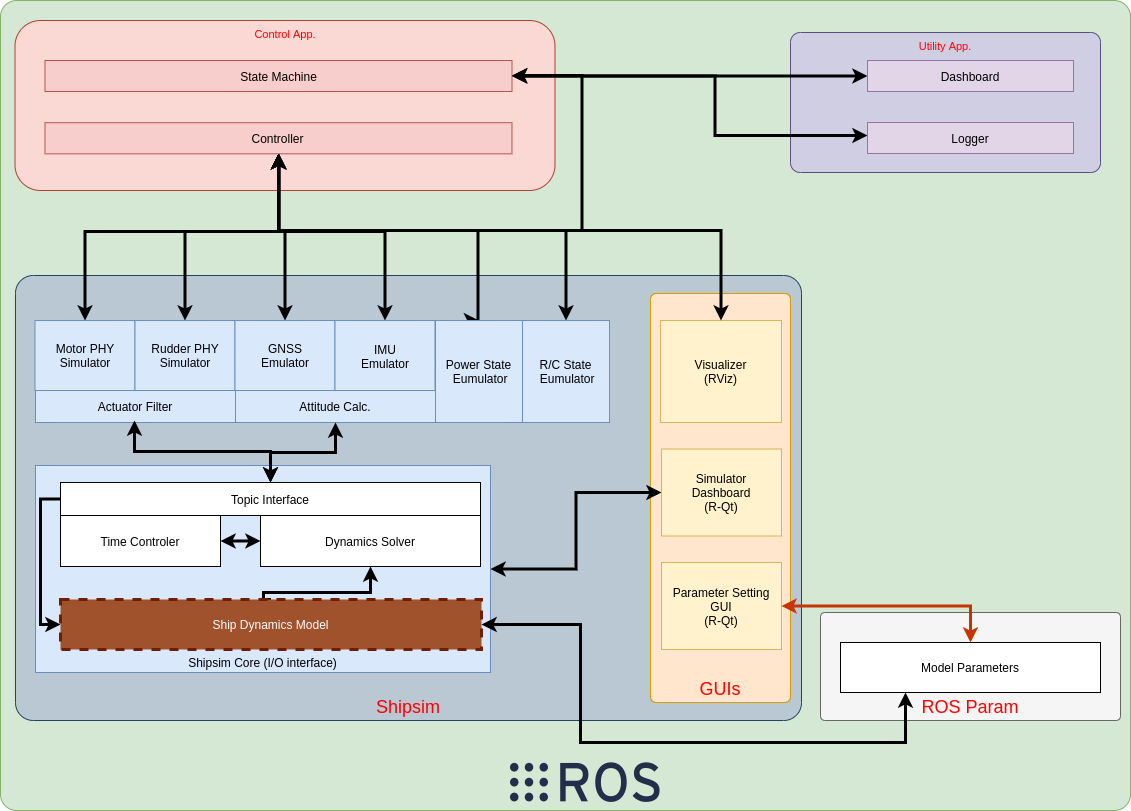 Control App.
State Machine
Controller
Utility App.
Dashboard
Logger
Motor PHY
Simulator
Rudder PHY
Simulator
GNSS
Emulator
IMU
Emulator
Power State
Eumulator
R/C State
Eumulator
Actuator Filter
Attitude Calc.
Visualizer
(RViz)
Simulator
Dashboard
(R-Qt)
Parameter Setting
GUI
(R-Qt)
GUIs
Topic Interface
Time Controler
Dynamics Solver
Ship Dynamics Model
Shipsim Core (I/O interface)
Shipsim
Model Parameters
ROS Param
ROS